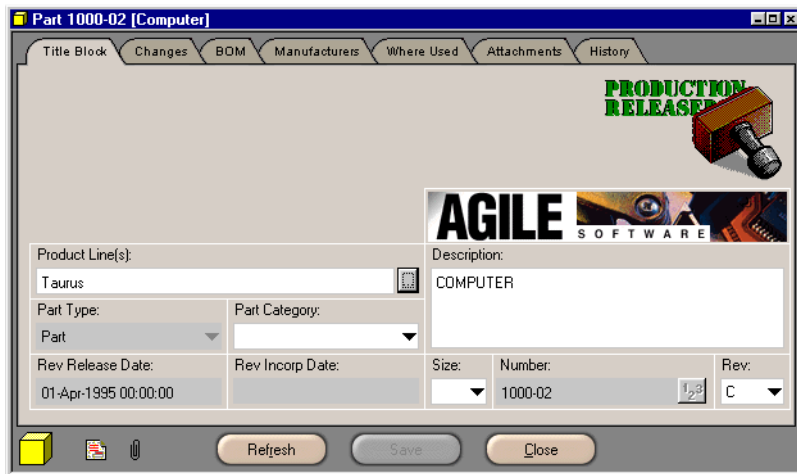 Part 1000-02 [Computer]
Title Block Changes BOM Manufacturers Where Used Attachments History
PRODUCTION
RELEASED
AGILE
SOFTWARE
Product Line(s): Description:
Taurus COMPUTER
Part Type: Part Category:
Part
Rev Release Date: Rev Incorp Date: Size: Number: Rev:
01-Apr-1995 00:00:00 1000-02 123 C
Refresh Save Close